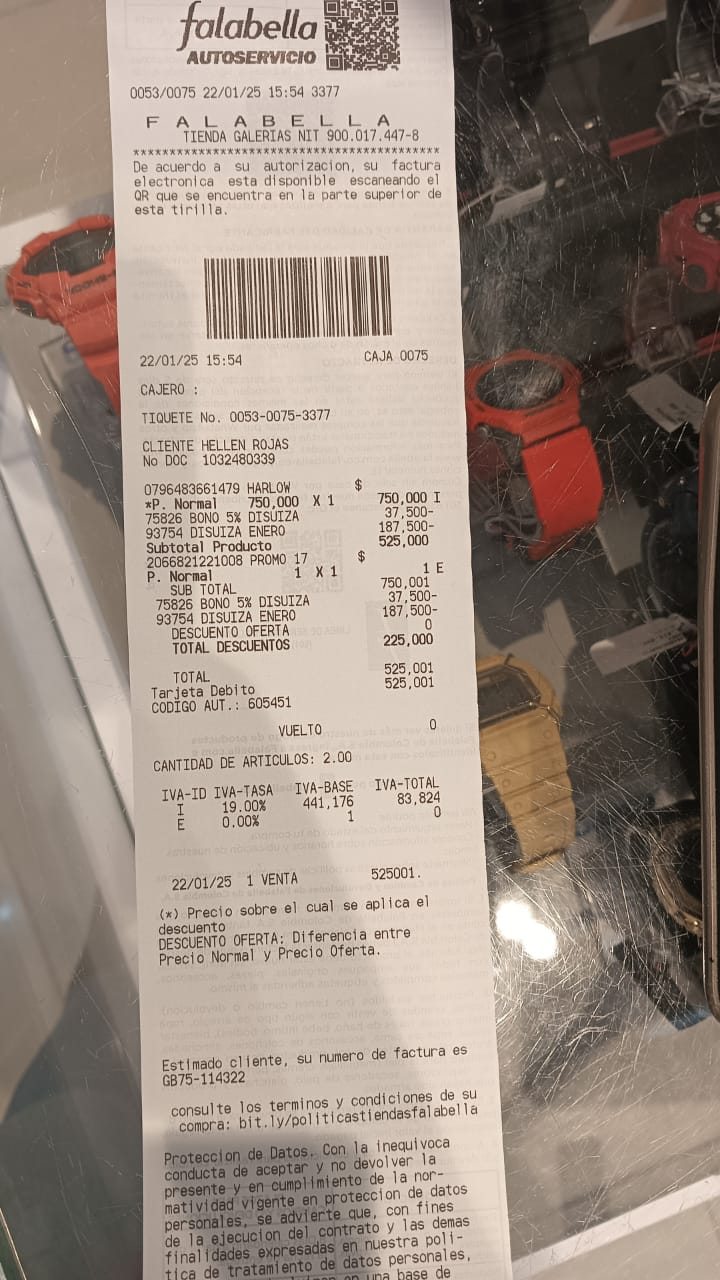 falabella
AUTOSERVICIO
0053/0075 22/01/25 15:54 3377
F A L A B E L L A
TIENDA GALERIAS NIT 900.017.447-8
******************************************
De acuerdo a su autorizacion, su factura
electronica esta disponible escaneando el
QR que se encuentra en la parte superior de
esta tirilla.
22/01/25 15:54 CAJA 0075
CAJERO :
TIQUETE No. 0053-0075-3377
CLIENTE HELLEN ROJAS
No DOC 1032480339
0796483661479 HARLOW $
*P. Normal 750,000 X 1 750,000 I
75826 BONO 5% DISUIZA 37,500-
93754 DISUIZA ENERO 187,500-
Subtotal Producto 525,000
2066821221008 PROMO 17 $
P. Normal 1 X 1 1 E
SUB TOTAL 750,001
75826 BONO 5% DISUIZA 37,500-
93754 DISUIZA ENERO 187,500-
DESCUENTO OFERTA 0
TOTAL DESCUENTOS 225,000
TOTAL 525,001
Tarjeta Debito 525,001
CODIGO AUT.: 605451
VUELTO 0
CANTIDAD DE ARTICULOS: 2.00
IVA-ID IVA-TASA IVA-BASE IVA-TOTAL
I 19.00% 441,176 83,824
E 0.00% 1 0
22/01/25 1 VENTA 525001.
(*) Precio sobre el cual se aplica el
descuento
DESCUENTO OFERTA: Diferencia entre
Precio Normal y Precio Oferta.
Estimado cliente, su numero de factura es
GB75-114322
consulte los terminos y condiciones de su
compra: bit.ly/politicastiendasfalabella
Proteccion de Datos. Con la inequivoca
conducta de aceptar y no devolver la
presente y en cumplimiento de la nor-
matividad vigente en proteccion de datos
personales, se advierte que, con fines
de la ejecucion del contrato y las demas
finalidades expresadas en nuestra poli-
tica de tratamiento de datos personales,
en una base de